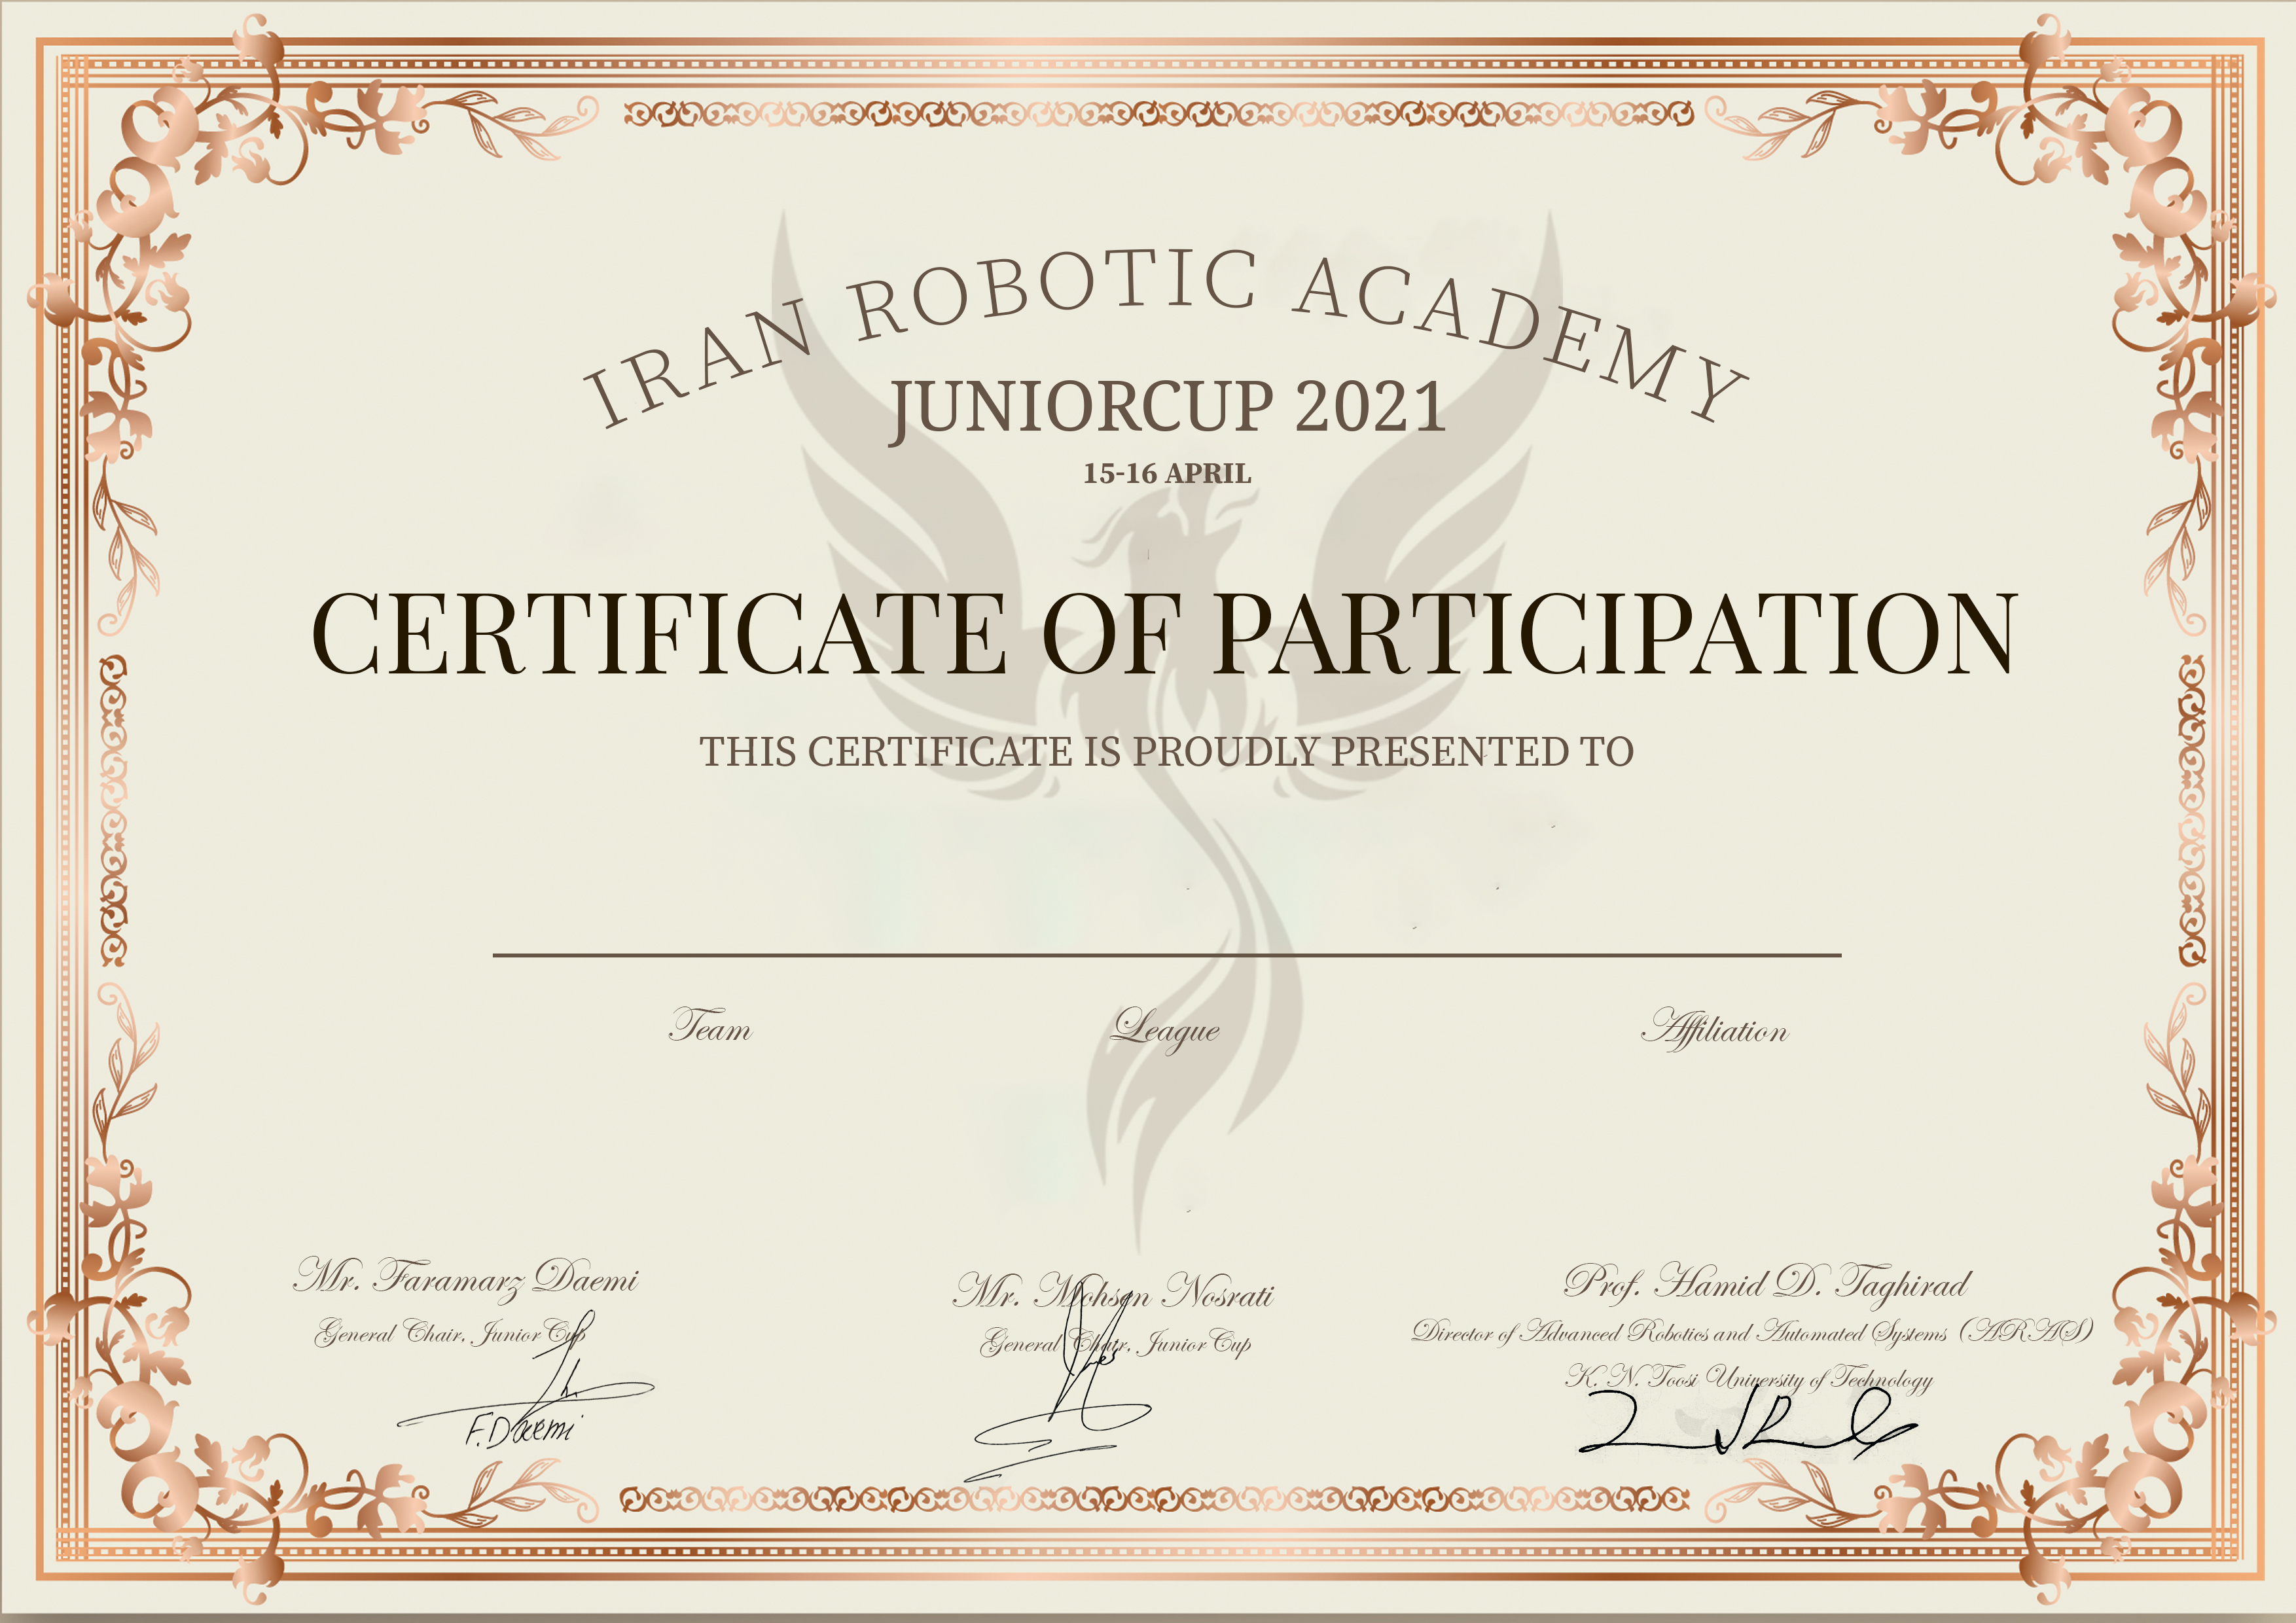 IRAN ROBOTIC ACADEMY
JUNIORCUP 2021
15-16 APRIL
CERTIFICATE OF PARTICIPATION
THIS CERTIFICATE IS PROUDLY PRESENTED TO
Team League Affiliation
Mr. Faramarz Daemi
General Chair, Junior Cup
F.Daemi
Mr. Mohsen Nosrati
General Chair, Junior Cup
Prof. Hamid D. Taghirad
Director of Advanced Robotics and Automated Systems (ARAS)
K. N. Toosi University of Technology